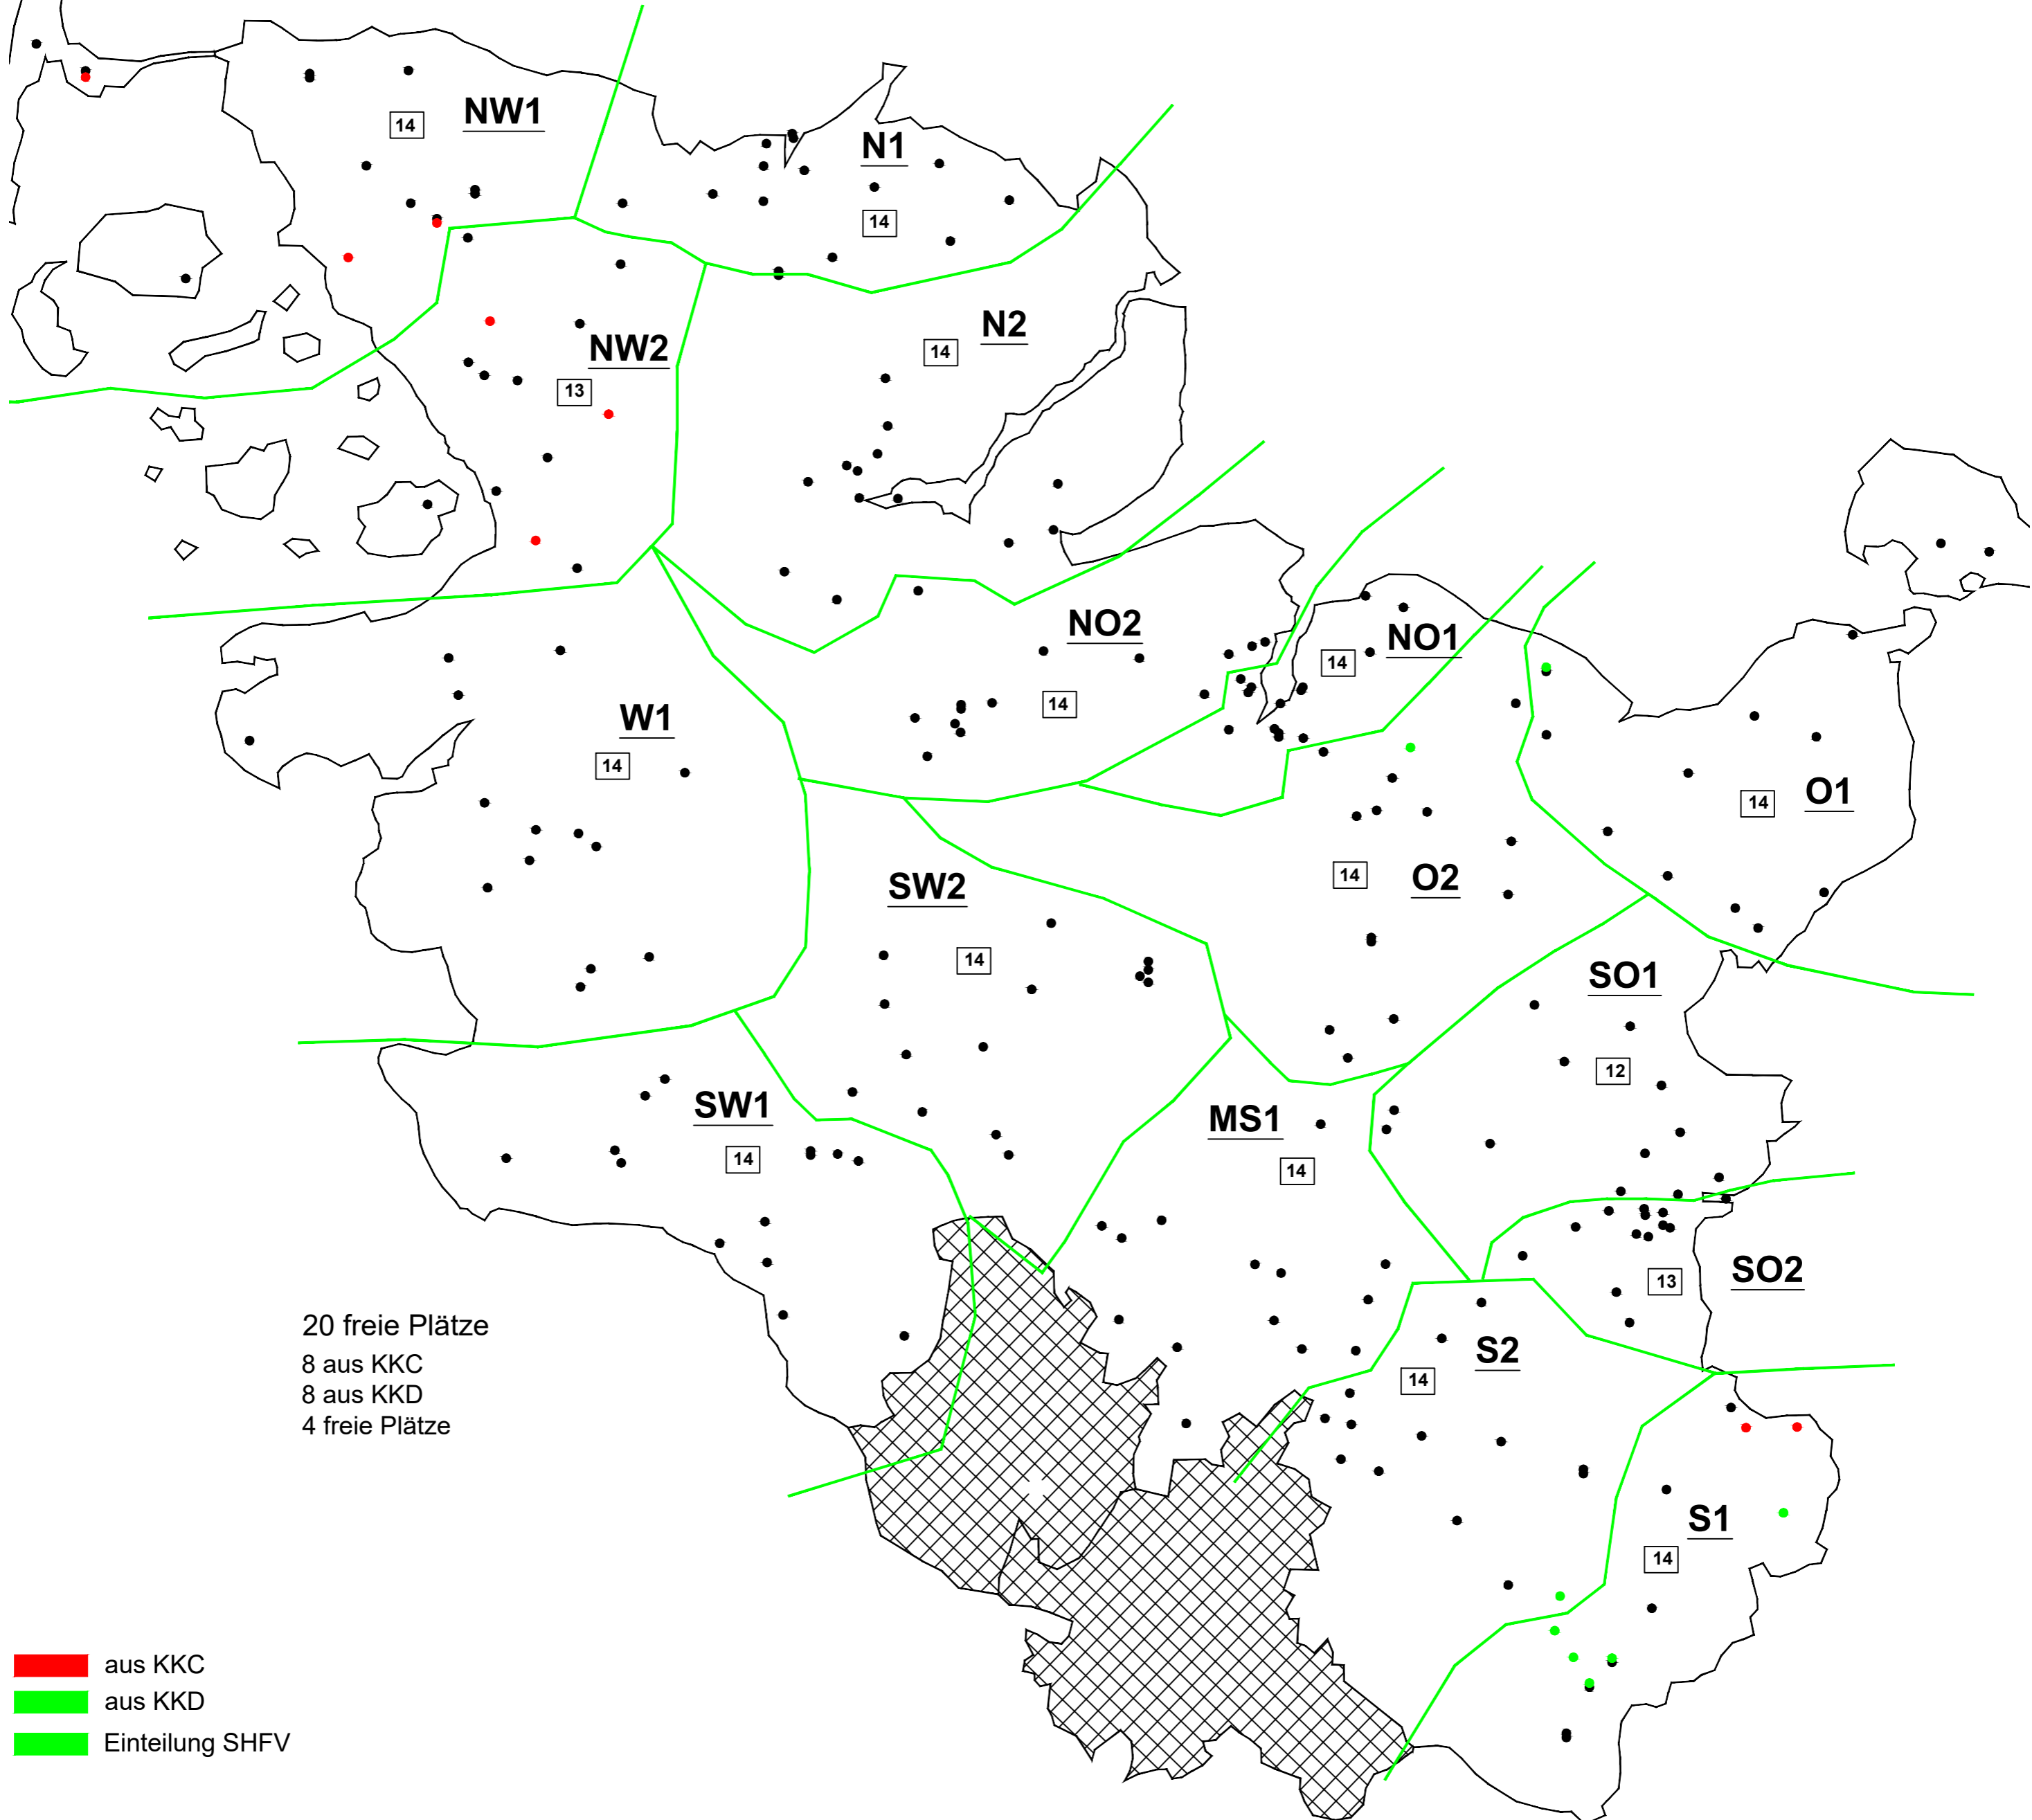 NW1
14
N1
14
N2
14
NW2
13
NO2
14
NO1
14
W1
14
O1
14
O2
14
SW2
14
SO1
12
SW1
14
MS1
14
SO2
13
S2
14
S1
14
20 freie Plätze
8 aus KKC
8 aus KKD
4 freie Plätze
aus KKC
aus KKD
Einteilung SHFV